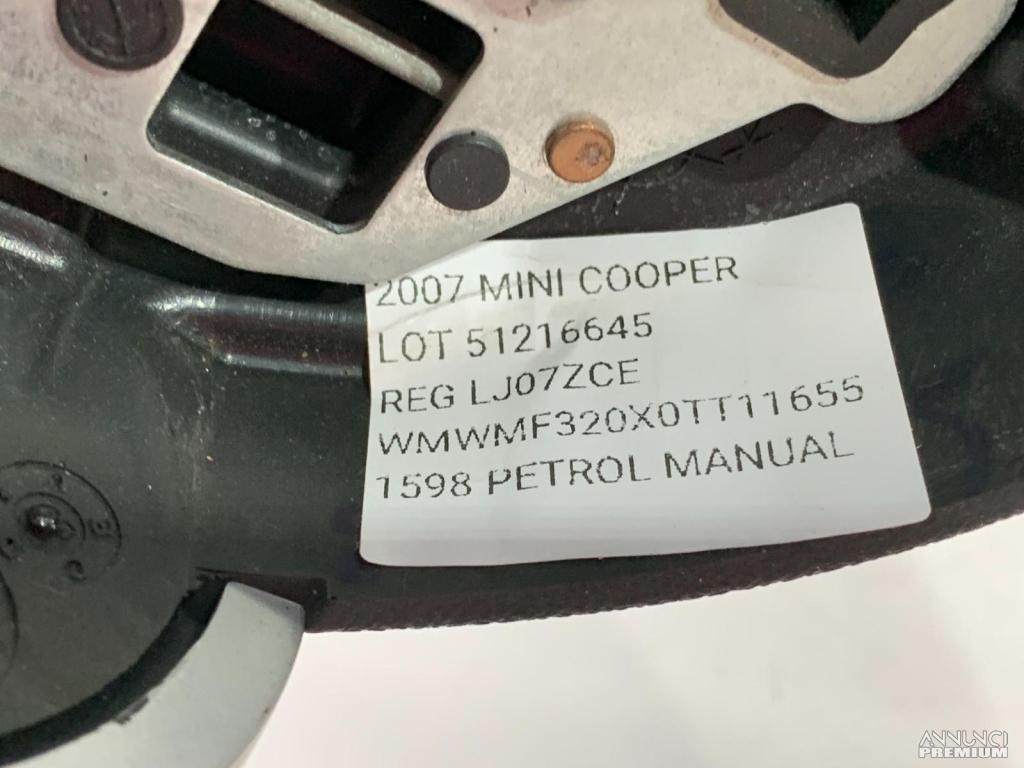 2007 MINI COOPER
LOT 51216645
REG LJ07ZCE
WMWMF320X0TT11655
1598 PETROL MANUAL
ANNUNCI
PREMIUM